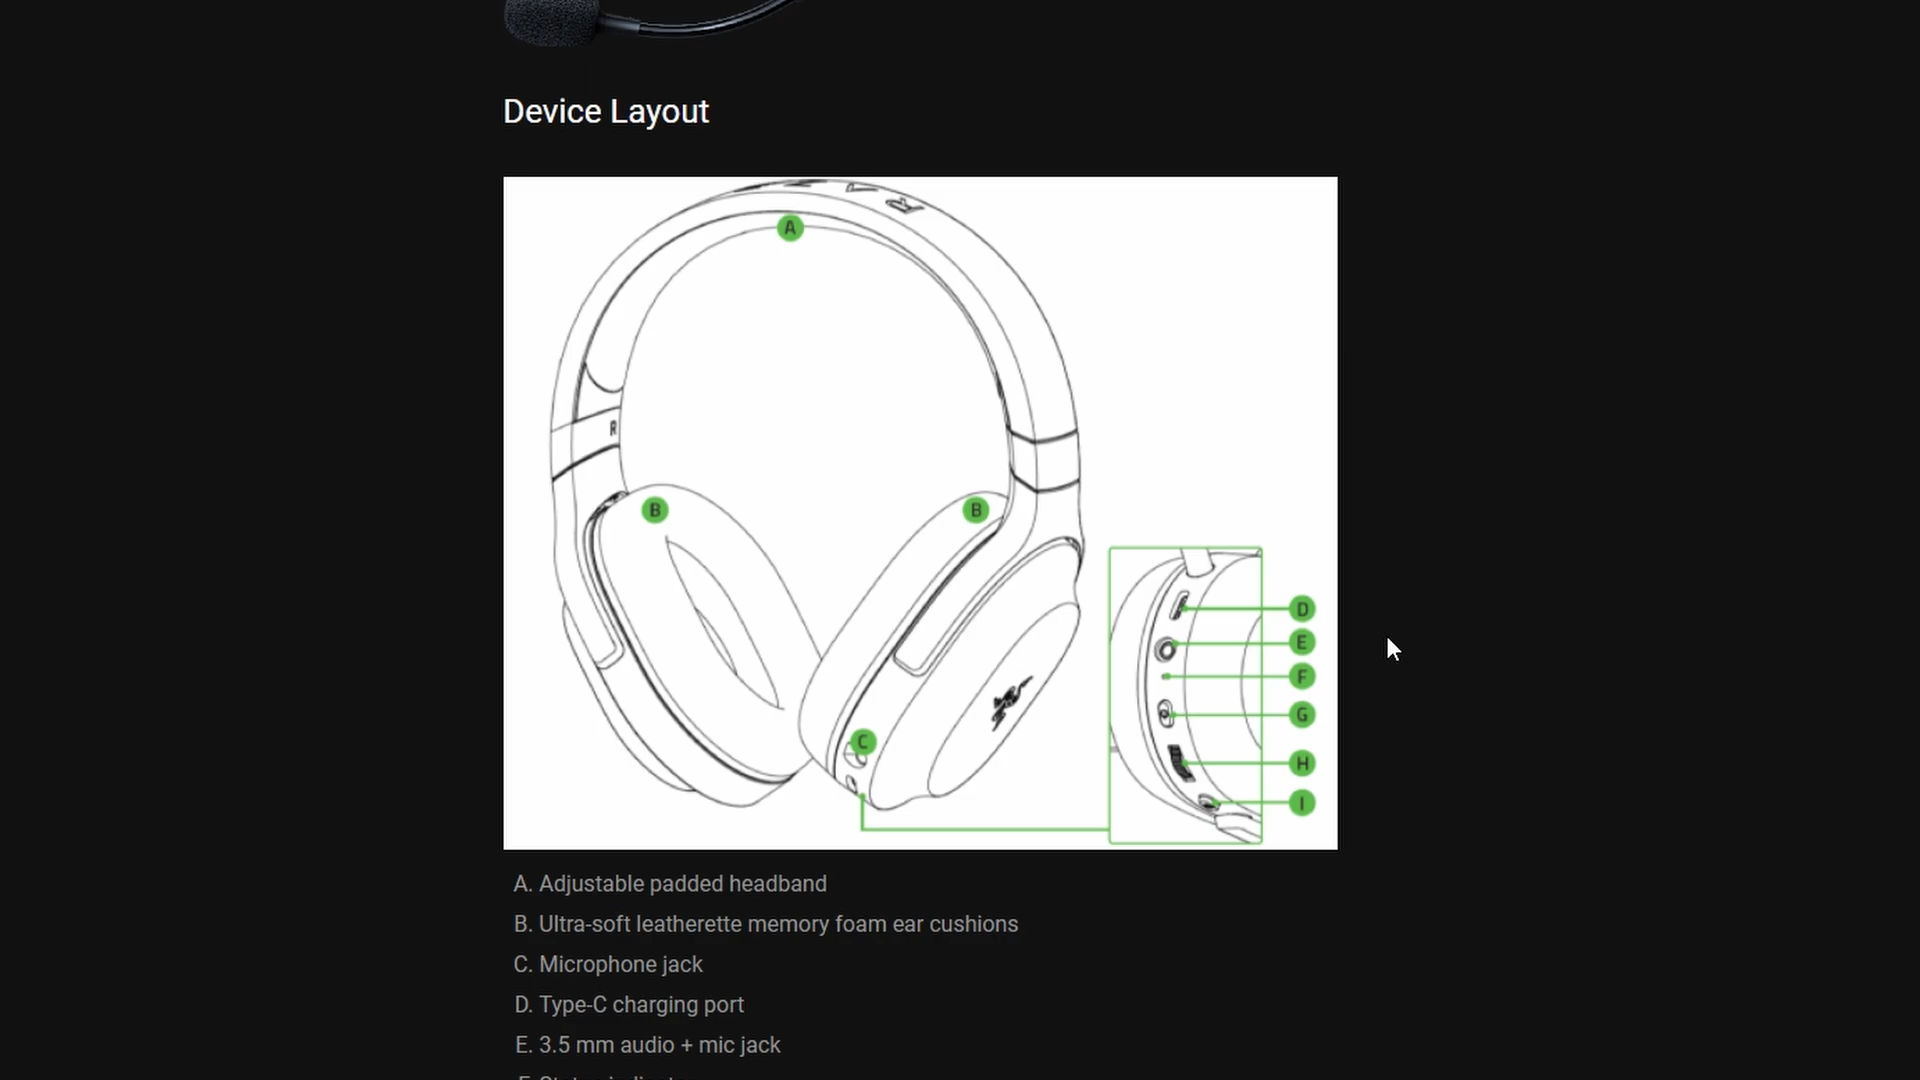 Device Layout
A
R
B
B
D
E
F
G
C
H
I
A. Adjustable padded headband
B. Ultra-soft leatherette memory foam ear cushions
C. Microphone jack
D. Type-C charging port
E. 3.5 mm audio + mic jack